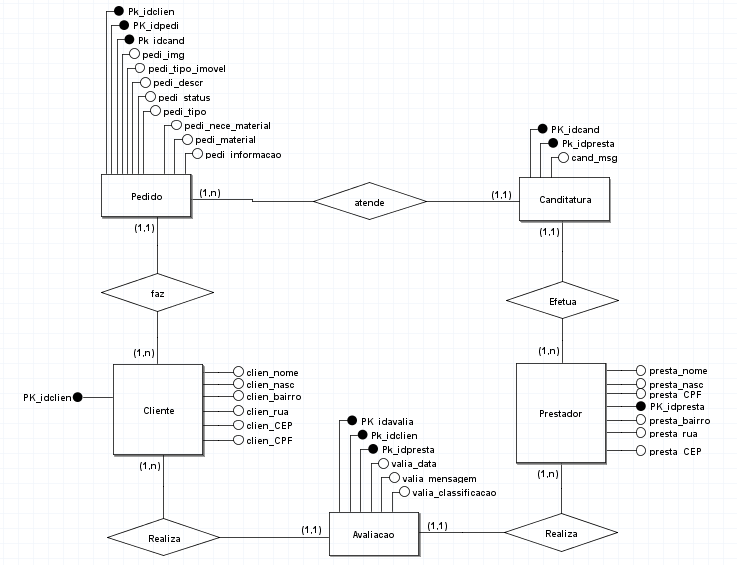 Pk_idclien
PK_idpedi
Pk_idcand
pedi_img
pedi_tipo_imovel
pedi_descr
pedi_status
pedi_tipo
pedi_nece_material
pedi_material
pedi_informacao
Pedido
(1,n)
atende
(1,1)
PK_idcand
Pk_idpresta
cand_msg
Canditatura
(1,1)
faz
(1,n)
(1,1)
Efetua
(1,n)
PK_idclien
Cliente
clien_nome
clien_nasc
clien_bairro
clien_rua
clien_CEP
clien_CPF
(1,n)
Prestador
presta_nome
presta_nasc
presta_CPF
PK_idpresta
presta_bairro
presta_rua
presta_CEP
(1,n)
PK_idavalia
Pk_idclien
Pk_idpresta
valia_data
valia_mensagem
valia_classificacao
Realiza
(1,1)
Avaliacao
(1,1)
Realiza